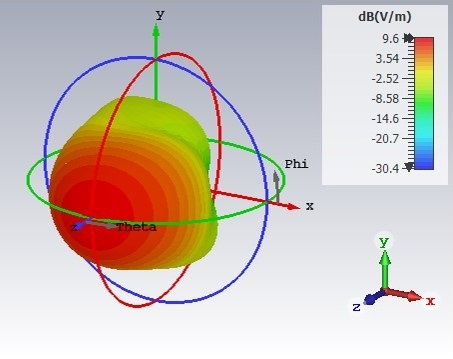 dB(V/m)
9.6
3.54
-2.52
-8.58
-14.6
-20.7
-30.4
y
Phi
x
z Theta
y
z x